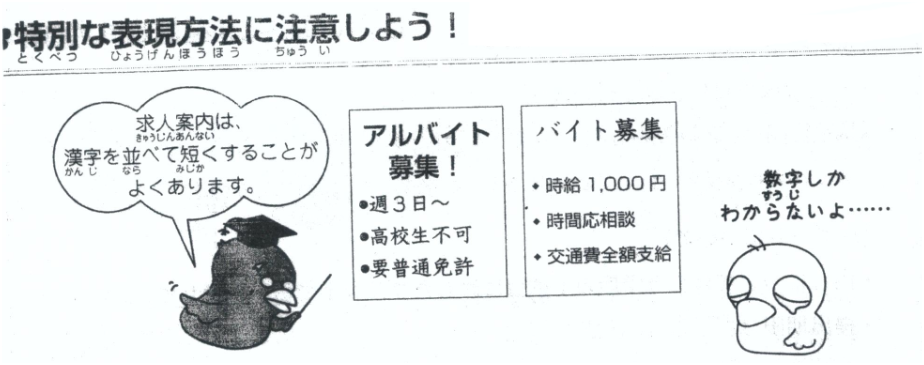 特別な表現方法に注意しよう！
とくべつ ひょうげんほうほう ちゅう い
求人案内は、
きゅうじんあんない
漢字を並べて短くすることが
かん じ なら みじか
よくあります。
アルバイト
募集！
●週３日～
●高校生不可
●要普通免許
バイト募集
◆時給1,000円
◆時間応相談
◆交通費全額支給
数字しか
すう じ
わからないよ……